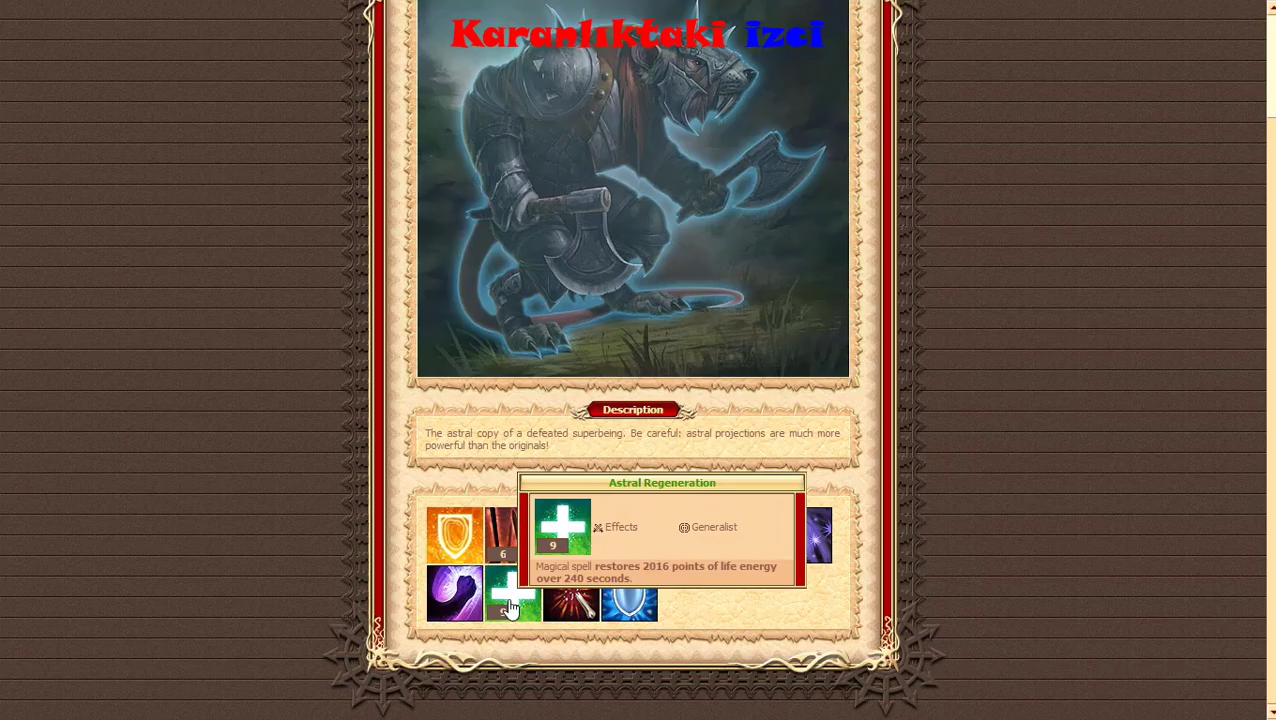 Karanlıktaki izci
Description
The astral copy of a defeated superbeing. Be careful: astral projections are much more
powerful than the originals!
Astral Regeneration
Effects Generalist
9
Magical spell restores 2016 points of life energy
over 240 seconds.
6
9